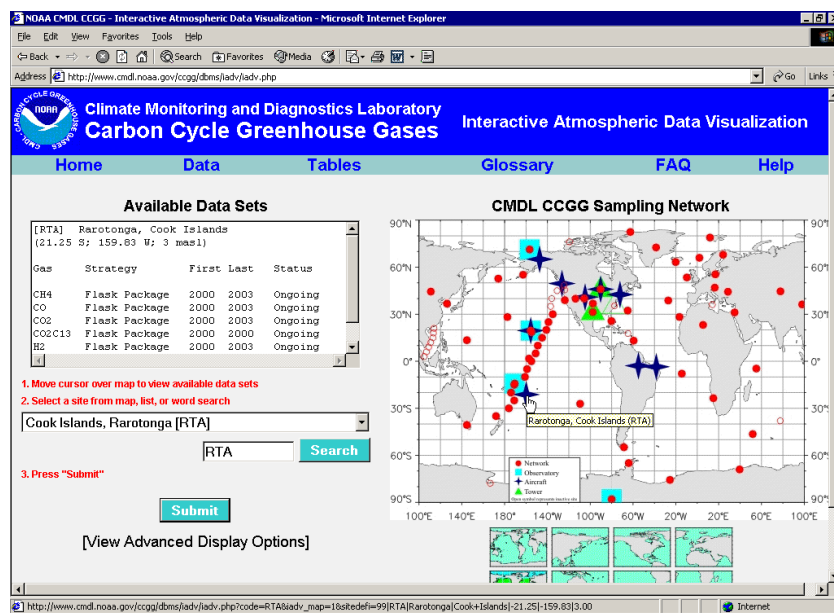 NOAA CMDL CCGG - Interactive Atmospheric Data Visualization - Microsoft Internet Explorer
File Edit View Favorites Tools Help
Back Search Favorites Media
Address http://www.cmdl.noaa.gov/ccgg/dbms/iadv/iadv.php Go Links
NOAA
Climate Monitoring and Diagnostics Laboratory
Carbon Cycle Greenhouse Gases
Interactive Atmospheric Data Visualization
Home Data Tables Glossary FAQ Help
Available Data Sets
[RTA] Rarotonga, Cook Islands
(21.25 S; 159.83 W; 3 masl)
Gas Strategy First Last Status
CH4 Flask Package 2000 2003 Ongoing
CO Flask Package 2000 2003 Ongoing
CO2 Flask Package 2000 2003 Ongoing
CO2C13 Flask Package 2000 2000 Ongoing
H2 Flask Package 2000 2003 Ongoing
1. Move cursor over map to view available data sets
2. Select a site from map, list, or word search
Cook Islands, Rarotonga [RTA]
RTA Search
3. Press "Submit"
Submit
[View Advanced Display Options]
CMDL CCGG Sampling Network
90°N 90°N
60°N 60°N
30°N 30°N
0° 0°
30°S 30°S
Rarotonga, Cook Islands (RTA)
60°S 60°S
Network
Observatory
Aircraft
Tower
90°S 90°S
100°E 140°E 180° 140°W 100°W 60°W 20°W 20°E 60°E 100°E
http://www.cmdl.noaa.gov/ccgg/dbms/iadv/iadv.php?code=RTA&iadv_map=1&sitedefi=99|RTA|Rarotonga|Cook+Islands|-21.25|-159.83|3.00 Internet